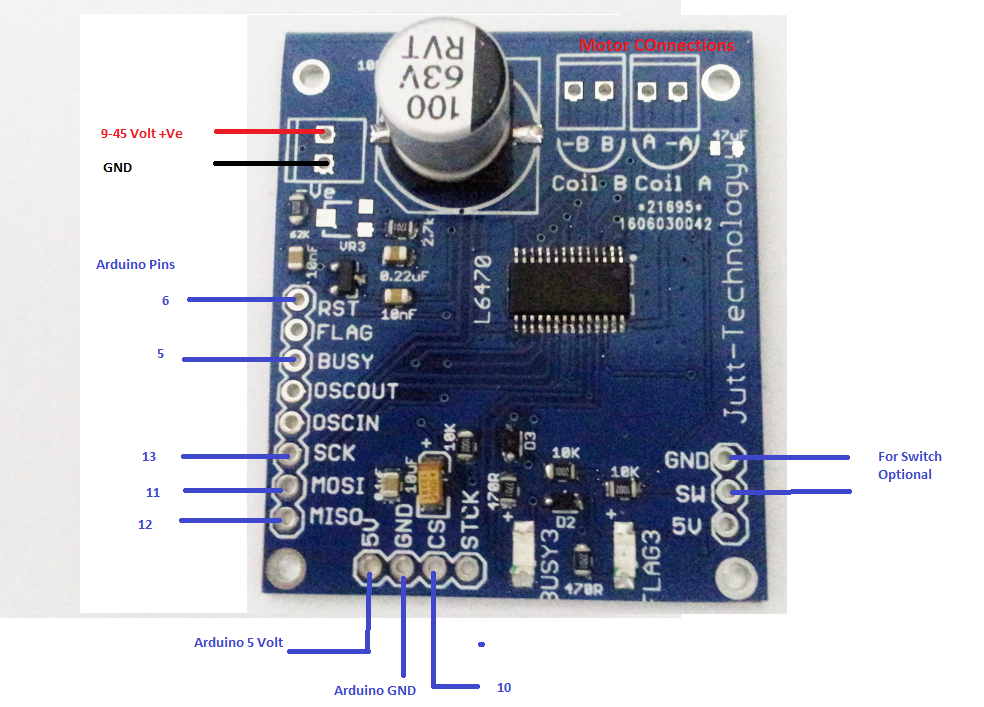 Motor COnnections
100
63V
RVT
9-45 Volt +Ve
GND
-Ve
-B B
A -A
47uF
Coil B
Coil A
*21695*
1606030042
62K
VR3
2.7k
10nF
0.22uF
10nF
L6470
Jutt-Technology
Arduino Pins
6
RST
FLAG
5
BUSY
OSCOUT
OSCIN
13
SCK
11
MOSI
12
MISO
+
10K
10uF
D3
10K
10K
470R
+
D2
+
GND
SW
5V
For Switch
Optional
5V
GND
CS
STCK
BUSY3
470R
FLAG3
Arduino 5 Volt
Arduino GND
10